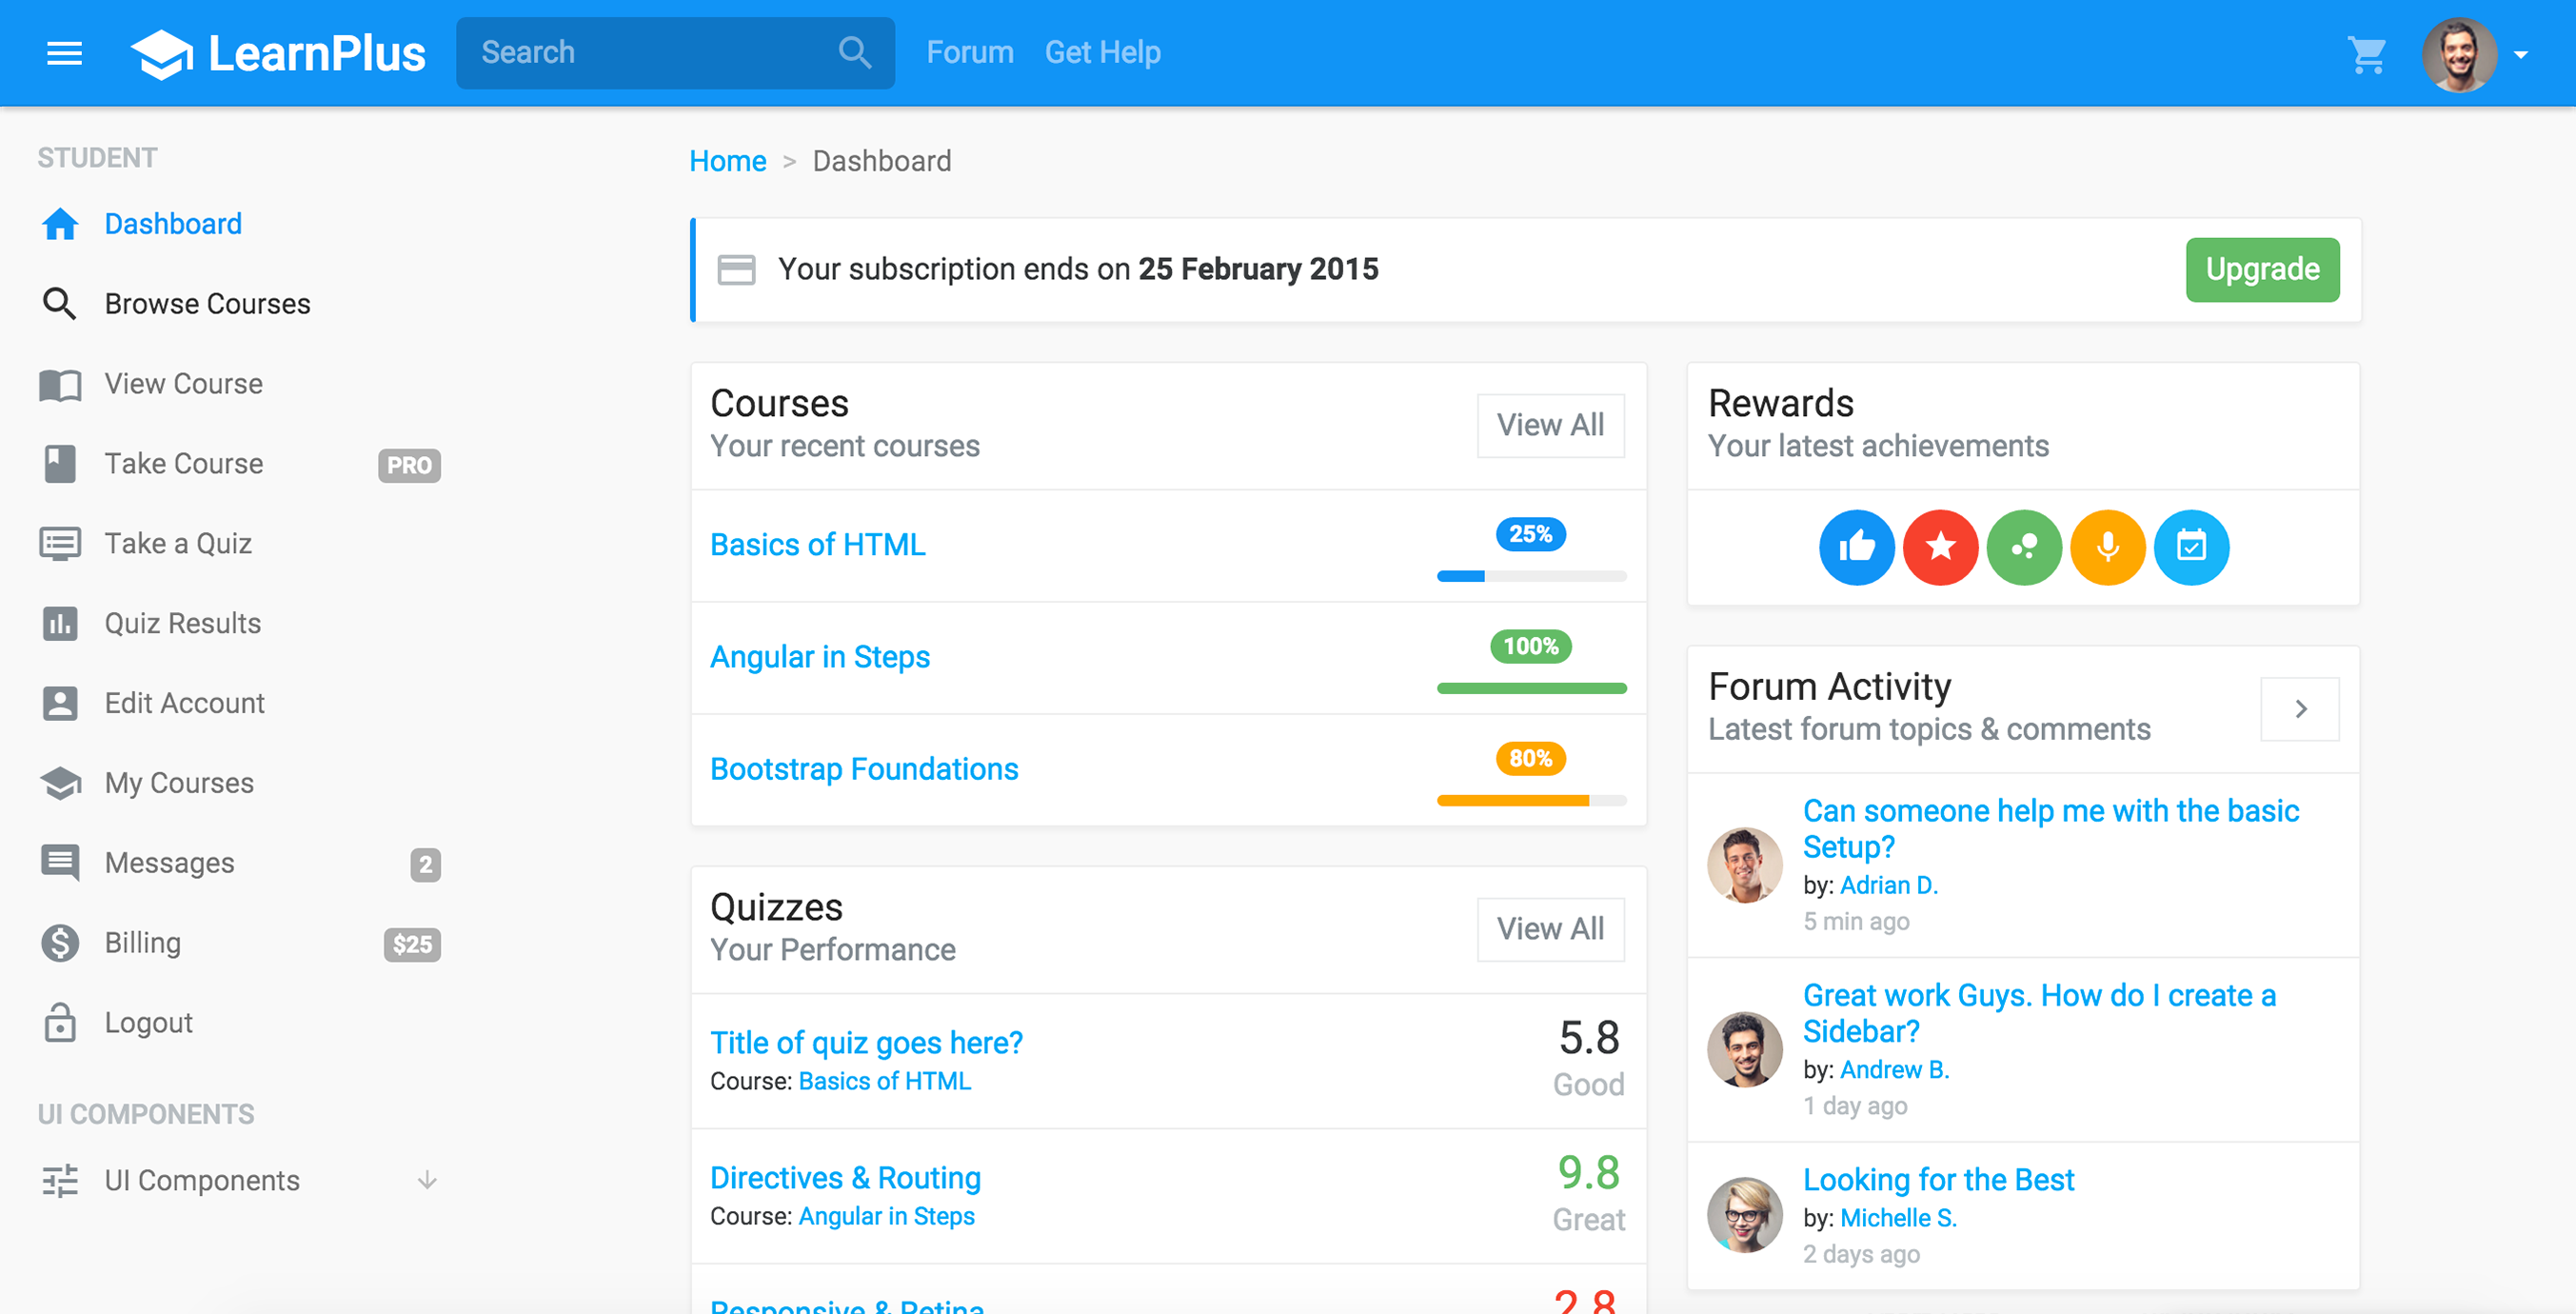 LearnPlus
Search
Forum
Get Help
STUDENT
Dashboard
Browse Courses
View Course
Take Course
PRO
Take a Quiz
Quiz Results
Edit Account
My Courses
Messages
2
Billing
$25
Logout
UI COMPONENTS
UI Components
Home > Dashboard
Your subscription ends on 25 February 2015
Upgrade
Courses
Your recent courses
View All
Basics of HTML
25%
Angular in Steps
100%
Bootstrap Foundations
80%
Quizzes
Your Performance
View All
Title of quiz goes here?
Course: Basics of HTML
5.8
Good
Directives & Routing
Course: Angular in Steps
9.8
Great
Responsive & Retina
2.8
Rewards
Your latest achievements
Forum Activity
Latest forum topics & comments
Can someone help me with the basic
Setup?
by: Adrian D.
5 min ago
Great work Guys. How do I create a
Sidebar?
by: Andrew B.
1 day ago
Looking for the Best
by: Michelle S.
2 days ago